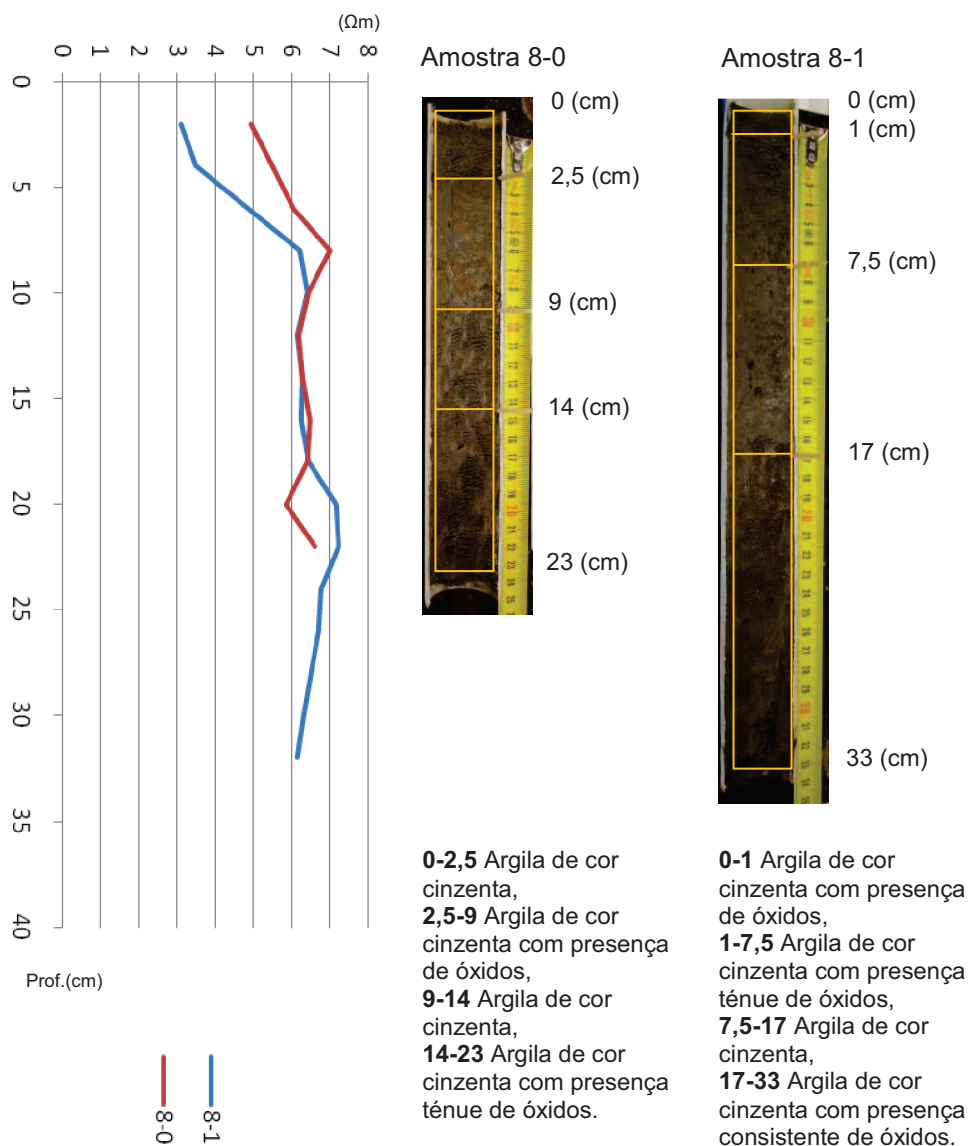 (Ωm)
0 1 2 3 4 5 6 7 8
0
5
10
15
20
25
30
35
40
Prof.(cm)
8-0
8-1
Amostra 8-0
0 (cm)
2,5 (cm)
9 (cm)
14 (cm)
23 (cm)
0-2,5 Argila de cor
cinzenta,
2,5-9 Argila de cor
cinzenta com presença
de óxidos,
9-14 Argila de cor
cinzenta,
14-23 Argila de cor
cinzenta com presença
ténue de óxidos.
Amostra 8-1
0 (cm)
1 (cm)
7,5 (cm)
17 (cm)
33 (cm)
0-1 Argila de cor
cinzenta com presença
de óxidos,
1-7,5 Argila de cor
cinzenta com presença
ténue de óxidos,
7,5-17 Argila de cor
cinzenta,
17-33 Argila de cor
cinzenta com presença
consistente de óxidos.